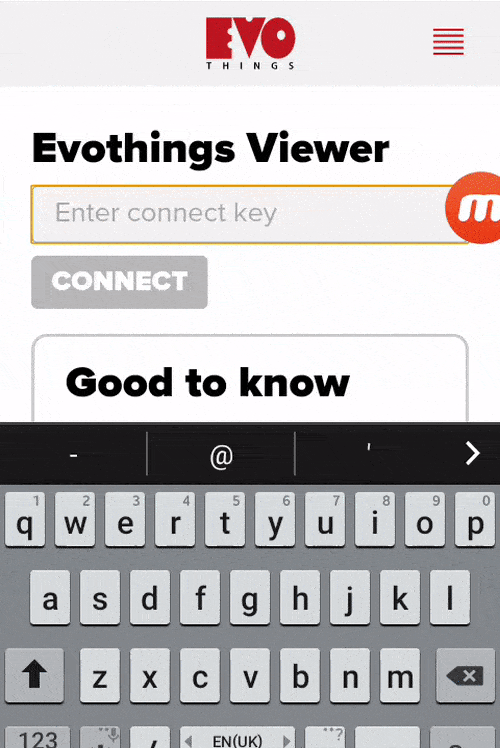 EVO
THINGS
Evothings Viewer
Enter connect key
m
CONNECT
Good to know
- @ '
1 2 3 4 5 6 7 8 9 0
q w e r t y u i o p
a s d f g h j k l
z x c v b n m
123 / EN(UK)